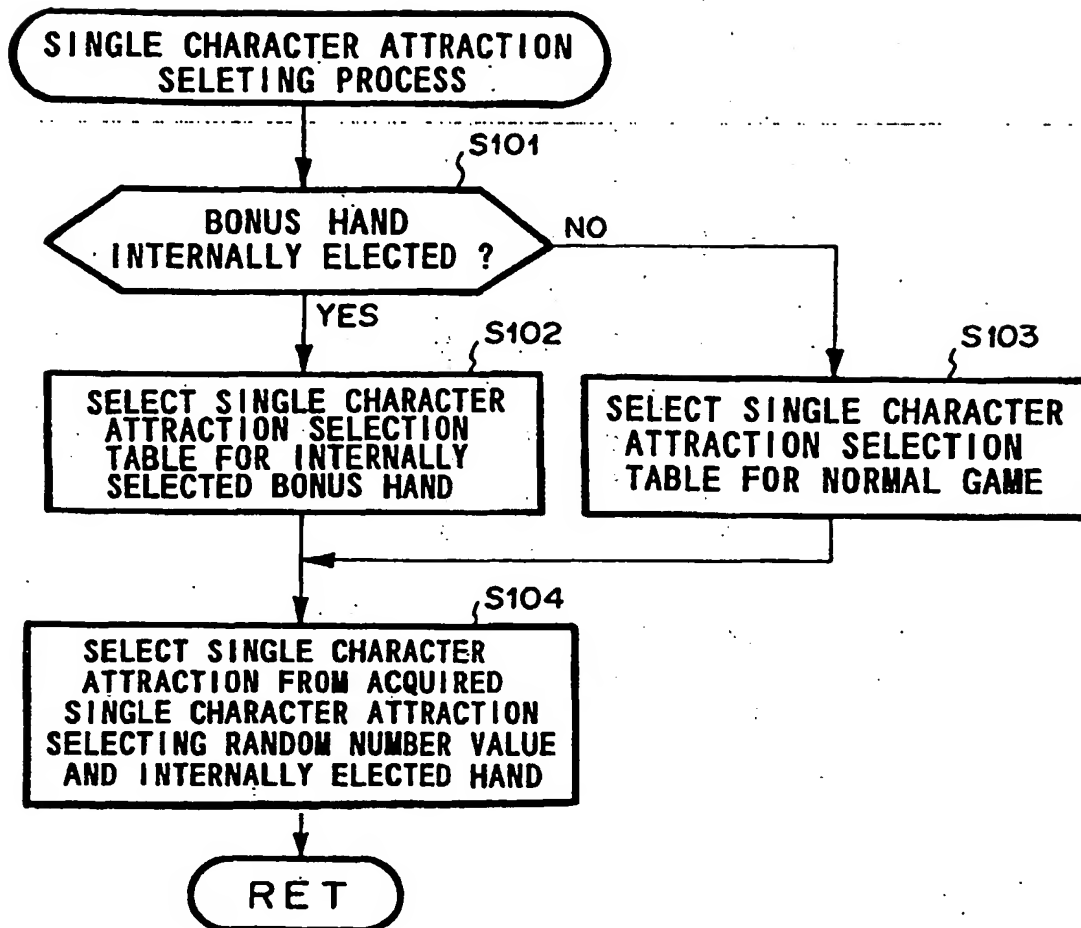 SINGLE CHARACTER ATTRACTION
SELETING PROCESS
S101
BONUS HAND
INTERNALLY ELECTED ?
NO
YES
S102
SELECT SINGLE CHARACTER
ATTRACTION SELECTION
TABLE FOR INTERNALLY
SELECTED BONUS HAND
S103
SELECT SINGLE CHARACTER
ATTRACTION SELECTION
TABLE FOR NORMAL GAME
S104
SELECT SINGLE CHARACTER
ATTRACTION FROM ACQUIRED
SINGLE CHARACTER ATTRACTION
SELECTING RANDOM NUMBER VALUE
AND INTERNALLY ELECTED HAND
RET